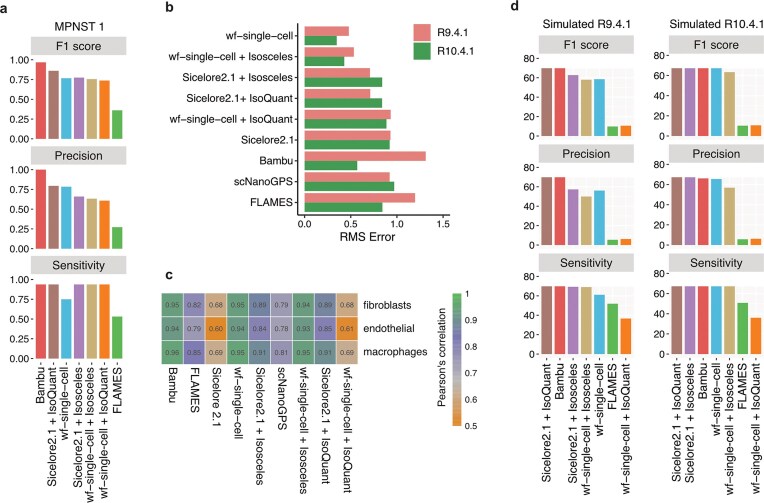 a
MPNST 1
F1 score
1.00
0.75
0.50
0.25
0.00
Precision
1.00
0.75
0.50
0.25
0.00
Sensitivity
1.00
0.75
0.50
0.25
0.00
Bambu
Sicelore2.1 + IsoQuant
wf-single-cell
Sicelore2.1 + Isosceles
wf-single-cell + Isosceles
wf-single-cell + IsoQuant
FLAMES
b
wf-single-cell
wf-single-cell + Isosceles
Sicelore2.1 + Isosceles
Sicelore2.1+ IsoQuant
wf-single-cell + IsoQuant
Sicelore2.1
Bambu
scNanoGPS
FLAMES
0.0 0.5 1.0 1.5
RMS Error
R9.4.1
R10.4.1
c
0.95 0.82 0.68 0.95 0.86 0.79 0.94 0.89 0.68 fibroblasts
0.94 0.79 0.60 0.94 0.84 0.78 0.93 0.85 0.61 endothelial
0.96 0.85 0.69 0.95 0.91 0.81 0.95 0.91 0.69 macrophages
Bambu
FLAMES
Sicelore 2.1
wf-single-cell
Sicelore2.1 + Isosceles
scNanoGPS
wf-single-cell + Isosceles
Sicelore2.1 + IsoQuant
wf-single-cell + IsoQuant
Pearson's correlation
1
0.9
0.8
0.7
0.6
0.5
d
Simulated R9.4.1
F1 score
80
60
40
20
0
Precision
80
60
40
20
0
Sensitivity
80
60
40
20
0
Sicelore2.1 + IsoQuant
Bambu
Sicelore2.1 + Isosceles
wf-single-cell + Isosceles
wf-single-cell
FLAMES
wf-single-cell + IsoQuant
Simulated R10.4.1
F1 score
80
60
40
20
0
Precision
80
60
40
20
0
Sensitivity
80
60
40
20
0
Sicelore2.1 + IsoQuant
Sicelore2.1 + Isosceles
Bambu
wf-single-cell
wf-single-cell + Isosceles
FLAMES
wf-single-cell + IsoQuant